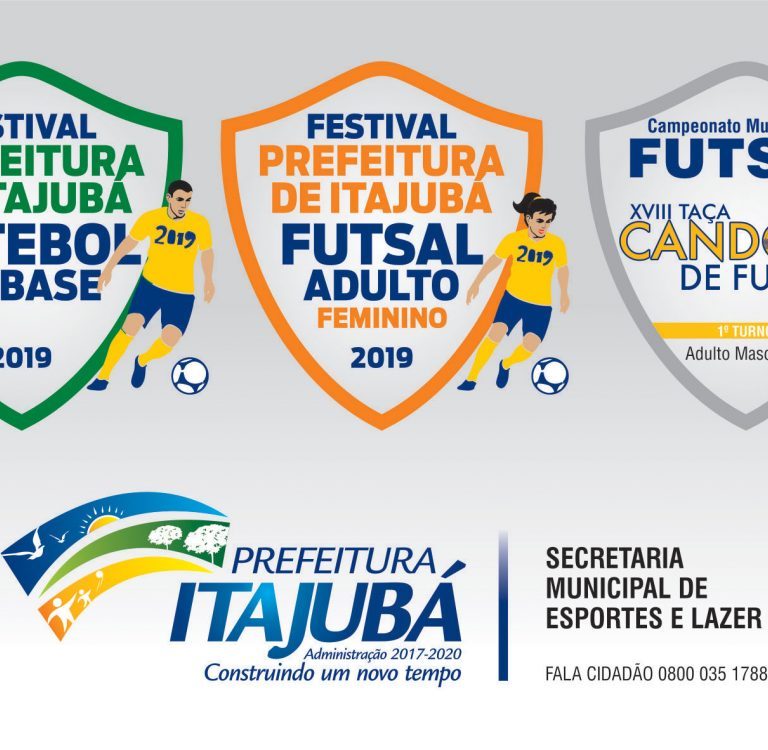 STIVAL
EITURA
TAJUBÁ
TEBOL
BASE
2019
2019
FESTIVAL
PREFEITURA
DE ITAJUBÁ
FUTSAL
ADULTO
FEMININO
2019
2019
Campeonato Mu
FUTS
XVIII TAÇA
CANDO
DE FU
1º TURNO
Adulto Masc
PREFEITURA
ITAJUBÁ
Administração 2017-2020
Construindo um novo tempo
SECRETARIA
MUNICIPAL DE
ESPORTES E LAZER
FALA CIDADÃO 0800 035 1788